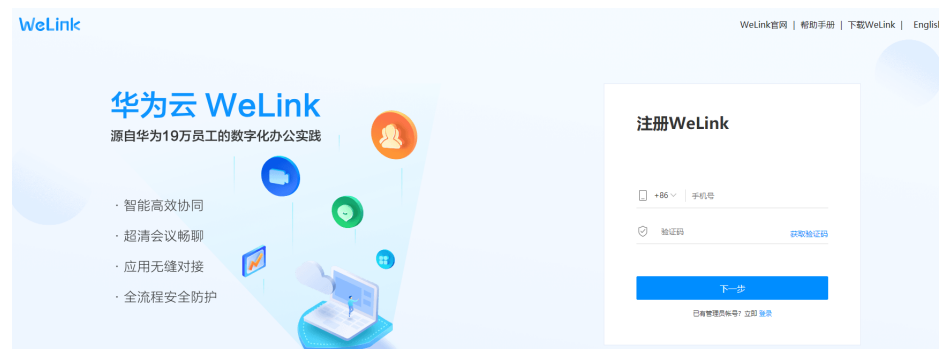 WeLink
WeLink官网 | 帮助手册 | 下载WeLink | English
华为云 WeLink
源自华为19万员工的数字化办公实践
· 智能高效协同
· 超清会议畅聊
· 应用无缝对接
· 全流程安全防护
注册WeLink
+86 手机号
验证码 获取验证码
下一步
已有管理员帐号？立即 登录